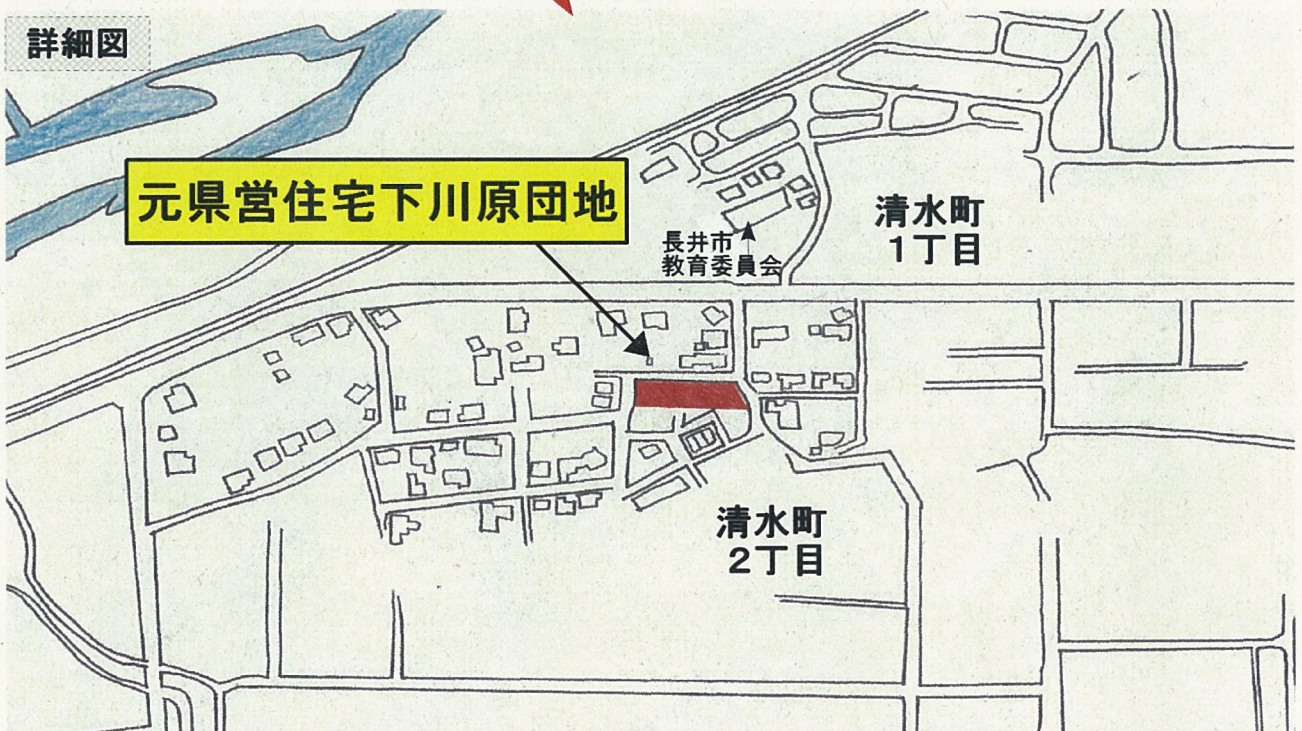 詳細図
元県営住宅下川原団地
長井市
教育委員会
清水町
1丁目
清水町
2丁目